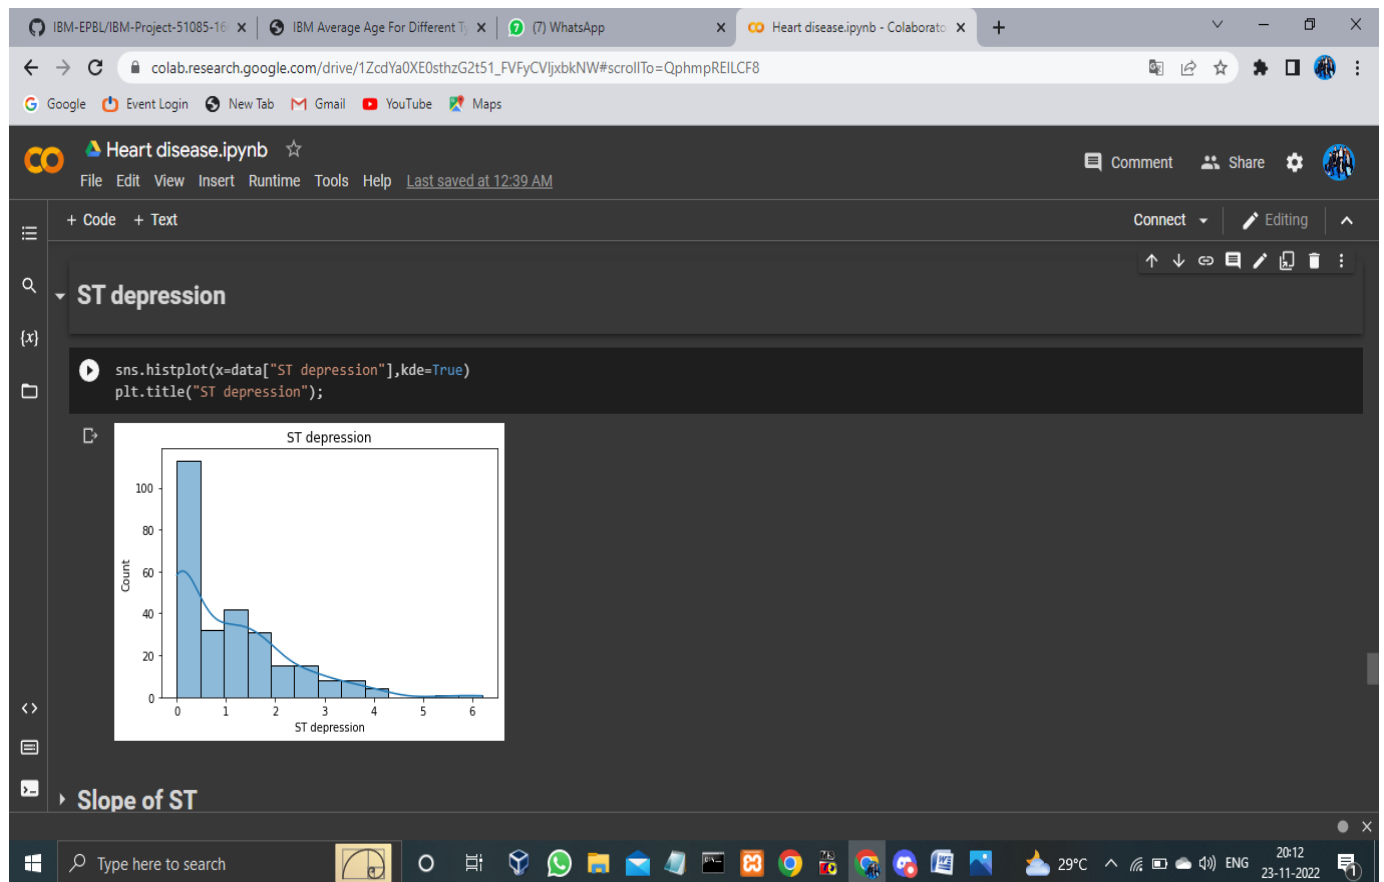 IBM-EPBL/IBM-Project-51085-16 IBM Average Age For Different Ty (7) WhatsApp Heart disease.ipynb - Colaborato
colab.research.google.com/drive/1ZcdYa0XE0sthzG2t51_FVFyCVljxbkNW#scrollTo=QphmpREILCF8
Google Event Login New Tab Gmail YouTube Maps
Heart disease.ipynb
Comment Share
File Edit View Insert Runtime Tools Help Last saved at 12:39 AM
+ Code + Text Connect Editing
ST depression
{x}
sns.histplot(x=data["ST depression"],kde=True)
plt.title("ST depression");
ST depression
100
80
60
40
20
0
Count
0 1 2 3 4 5 6
ST depression
Slope of ST
Type here to search 29°C ENG 20:12
23-11-2022